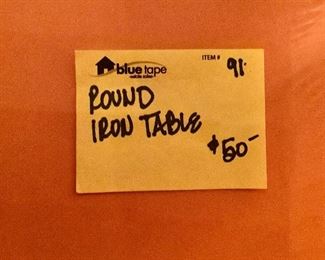 blue tape
estate sales
ITEM # 91.
ROUND
IRON TABLE
$50-